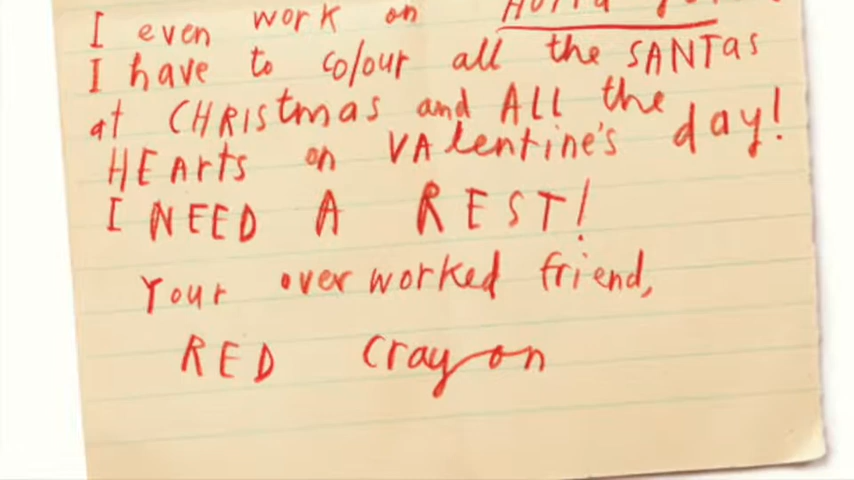 I even work on
I have to colour all the SANTas
at CHRIstmas and ALL the
HEArts on VAlentine's day!
I NEED A REST!
Your overworked friend,
RED Crayon